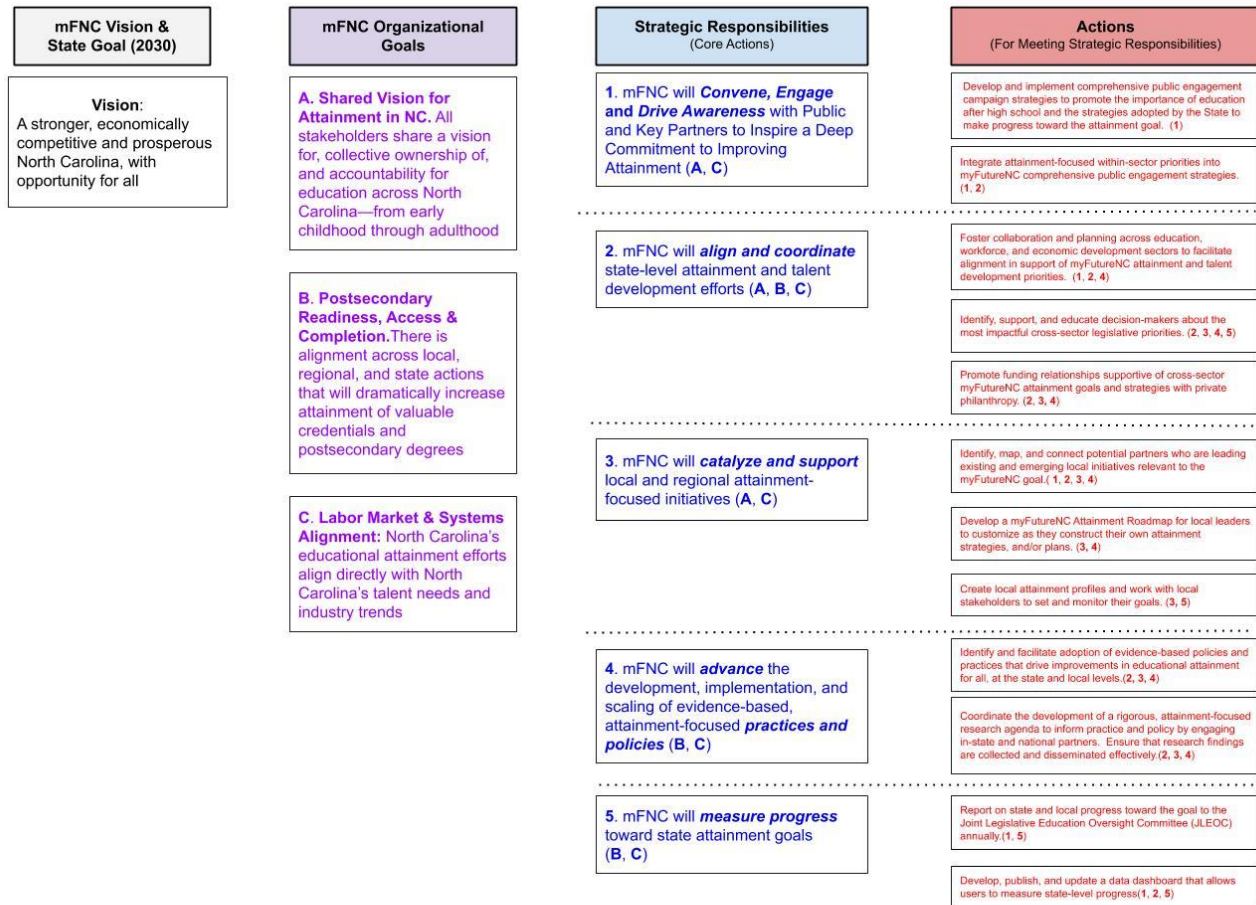 mFNC Vision &
State Goal (2030)
Vision:
A stronger, economically
competitive and prosperous
North Carolina, with
opportunity for all
mFNC Organizational
Goals
A. Shared Vision for
Attainment in NC. All
stakeholders share a vision
for, collective ownership of,
and accountability for
education across North
Carolina—from early
childhood through adulthood
B. Postsecondary
Readiness, Access &
Completion.There is
alignment across local,
regional, and state actions
that will dramatically increase
attainment of valuable
credentials and
postsecondary degrees
C. Labor Market & Systems
Alignment: North Carolina's
educational attainment efforts
align directly with North
Carolina's talent needs and
industry trends
Strategic Responsibilities
(Core Actions)
1. mFNC will Convene, Engage
and Drive Awareness with Public
and Key Partners to Inspire a Deep
Commitment to Improving
Attainment (A, C)
2. mFNC will align and coordinate
state-level attainment and talent
development efforts (A, B, C)
3. mFNC will catalyze and support
local and regional attainment-
focused initiatives (A, C)
4. mFNC will advance the
development, implementation, and
scaling of evidence-based,
attainment-focused practices and
policies (B, C)
5. mFNC will measure progress
toward state attainment goals
(B, C)
Actions
(For Meeting Strategic Responsibilities)
Develop and implement comprehensive public engagement
campaign strategies to promote the importance of education
after high school and the strategies adopted by the State to
make progress toward the attainment goal. (1)
Integrate attainment-focused within-sector priorities into
myFutureNC comprehensive public engagement strategies.
(1, 2)
Foster collaboration and planning across education,
workforce, and economic development sectors to facilitate
alignment in support of myFutureNC attainment and talent
development priorities. (1, 2, 4)
Identify, support, and educate decision-makers about the
most impactful cross-sector legislative priorities. (2, 3, 4, 5)
Promote funding relationships supportive of cross-sector
myFutureNC attainment goals and strategies with private
philanthropy. (2, 3, 4)
Identify, map, and connect potential partners who are leading
existing and emerging local initiatives relevant to the
myFutureNC goal.( 1, 2, 3, 4)
Develop a myFutureNC Attainment Roadmap for local leaders
to customize as they construct their own attainment
strategies, and/or plans. (3, 4)
Create local attainment profiles and work with local
stakeholders to set and monitor their goals. (3, 5)
Identify and facilitate adoption of evidence-based policies and
practices that drive improvements in educational attainment
for all, at the state and local levels.(2, 3, 4)
Coordinate the development of a rigorous, attainment-focused
research agenda to inform practice and policy by engaging
in-state and national partners. Ensure that research findings
are collected and disseminated effectively.(2, 3, 4)
Report on state and local progress toward the goal to the
Joint Legislative Education Oversight Committee (JLEOC)
annually.(1, 5)
Develop, publish, and update a data dashboard that allows
users to measure state-level progress(1, 2, 5)